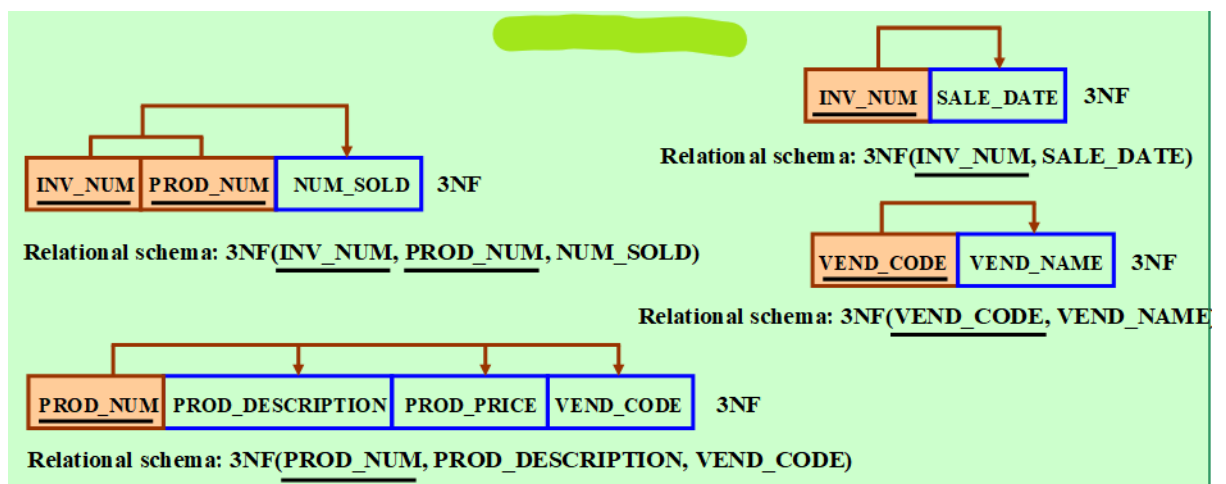 INV_NUM SALE_DATE 3NF
Relational schema: 3NF(INV_NUM, SALE_DATE)
INV_NUM PROD_NUM NUM_SOLD 3NF
Relational schema: 3NF(INV_NUM, PROD_NUM, NUM_SOLD)
VEND_CODE VEND_NAME 3NF
Relational schema: 3NF(VEND_CODE, VEND_NAME)
PROD_NUM PROD_DESCRIPTION PROD_PRICE VEND_CODE 3NF
Relational schema: 3NF(PROD_NUM, PROD_DESCRIPTION, VEND_CODE)